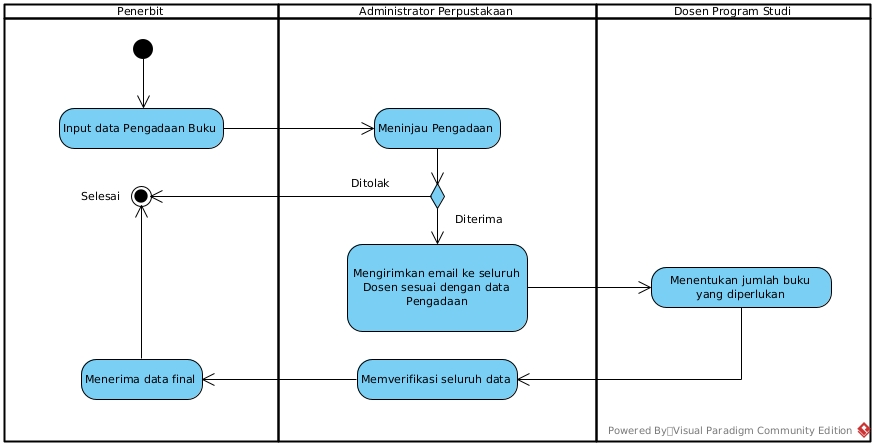 Penerbit
Administrator Perpustakaan
Dosen Program Studi
Input data Pengadaan Buku
Meninjau Pengadaan
Ditolak
Selesai
Diterima
Mengirimkan email ke seluruh
Dosen sesuai dengan data
Pengadaan
Menentukan jumlah buku
yang diperlukan
Menerima data final
Memverifikasi seluruh data
Powered By Visual Paradigm Community Edition